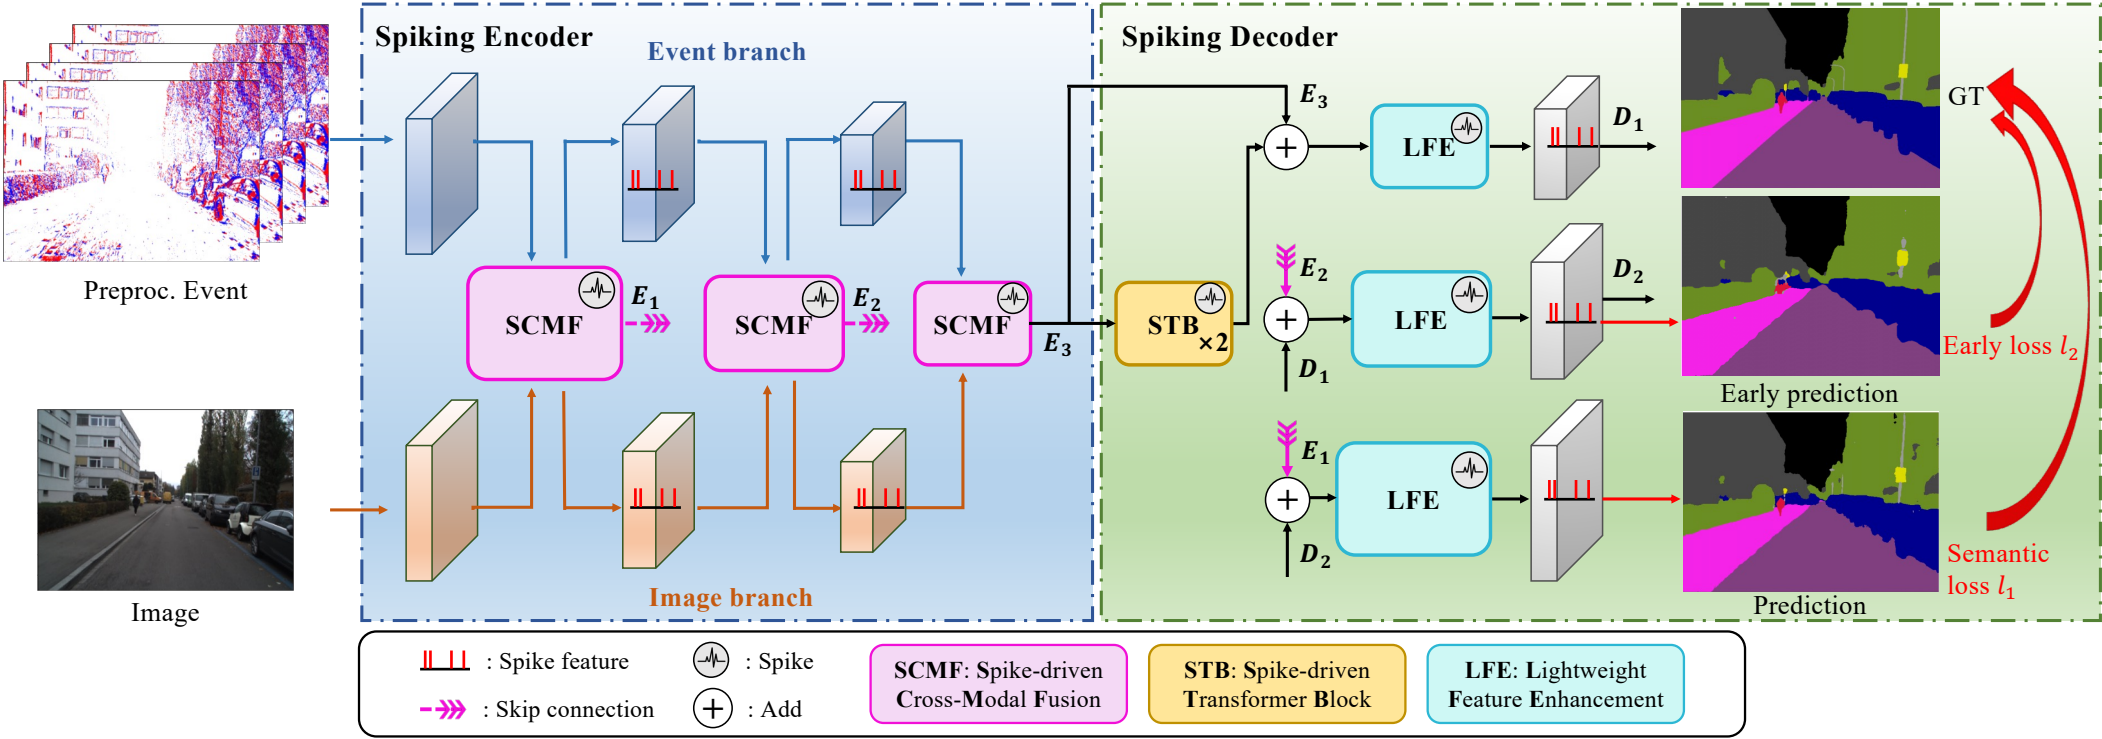 Spiking Encoder
Event branch
Spiking Decoder
Preproc. Event
Image
SCMF
E₁
SCMF
E₂
SCMF
E₃
Image branch
STB
×2
E₃
LFE
D₁
E₂
D₁
LFE
D₂
E₁
D₂
LFE
GT
Early loss l₂
Early prediction
Semantic
loss l₁
Prediction
: Spike feature
: Spike
: Skip connection
: Add
SCMF: Spike-driven
Cross-Modal Fusion
STB: Spike-driven
Transformer Block
LFE: Lightweight
Feature Enhancement